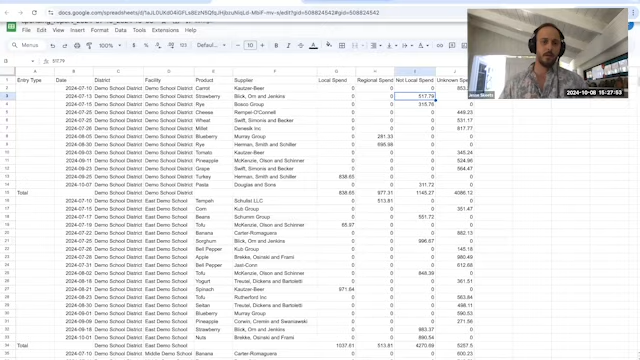 docs.google.com/spreadsheets/d/
edit?gid=508824542#gid=508824542
File Edit View Insert Format Data Tools Extensions Help
Menus 100% $ % .0 .00 123 Defaul... 10 B I A
517.79
A B C D E F G H
1 Entry Type Date District Facility Product Supplier Local Spend Regional Spend Not Local Spend Unknown Spend
2 2024-07-10 Demo School District Demo School District Carrot Kautzer-Beer 0 0 0 853.
3 2024-07-13 Demo School District Demo School District Strawberry Blick, Orn and Jenkins 0 0 517.79
2024-07-15 Demo School District Demo School District Rye Bosco Group 0 0 315.76
2024-07-25 Demo School District Demo School District Cheese Remper-O'Connell 0 0 0 449.23
2024-07-25 Demo School District Demo School District Wheat Swift, Simonis and Becker 0 0 0 531.17
2024-07-26 Demo School District Demo School District Millet Denesik Inc 0 0 0 817.77
2024-08-05 Demo School District Demo School District Blueberry Murray Group 0 281.33 0 0
2024-08-30 Demo School District Demo School District Rye Herman, Smith and Schiller 0 695.98 0 0
2024-09-03 Demo School District Demo School District Tomato Kautzer-Beer 0 0 0 345.24
2024-09-11 Demo School District Demo School District Pineapple McKenzie, Olson and Schinner 0 0 0 524.96
2024-09-23 Demo School District Demo School District Grape Swift, Simonis and Becker 0 0 0 564.47
2024-09-25 Demo School District Demo School District Turkey Herman, Smith and Schiller 838.65 0 0 0
2024-10-07 Demo School District Demo School District Pasta Douglas and Sons 0 0 311.72 0
Total Demo School District Demo School District 838.65 977.31 1145.27 4086.12
2024-07-10 Demo School District East Demo School Tempeh Schulist LLC 0 513.81 0 0
2024-07-15 Demo School District East Demo School Corn Kub Group 0 0 0 351.47
2024-07-17 Demo School District East Demo School Beans Schumm Group 0 0 551.72 0
2024-07-21 Demo School District East Demo School Tofu McKenzie, Olson and Schinner 65.97 0 0 0
2024-07-22 Demo School District East Demo School Banana Carter-Romaguera 0 0 0 882.13
2024-07-25 Demo School District East Demo School Sorghum Blick, Orn and Jenkins 0 0 996.67 0
2024-07-26 Demo School District East Demo School Bell Pepper Kub Group 0 0 0 145.18
2024-07-28 Demo School District East Demo School Apple Brekke, Osinski and Frami 0 0 0 980.49
2024-07-31 Demo School District East Demo School Bell Pepper Jast-Conn 0 0 0 612.68
2024-08-02 Demo School District East Demo School Tofu McKenzie, Olson and Schinner 0 0 848.39 0
2024-08-18 Demo School District East Demo School Yogurt Treutel, Dickens and Bartoletti 0 0 0 361.51
2024-08-21 Demo School District East Demo School Spinach Kautzer-Beer 971.64 0 0 0
2024-08-23 Demo School District East Demo School Tofu Rutherford Inc 0 0 0 563.84
2024-08-30 Demo School District East Demo School Seitan Treutel, Dickens and Bartoletti 0 0 0 498.11
2024-09-01 Demo School District East Demo School Blueberry Murray Group 0 0 0 590.53
2024-09-09 Demo School District East Demo School Pineapple Corwin, Cremin and Swaniawski 0 0 0 271.56
2024-09-18 Demo School District East Demo School Strawberry Blick, Orn and Jenkins 0 0 983.37 0
2024-10-01 Demo School District East Demo School Nuts Brekke, Osinski and Frami 0 0 890.54 0
Total Demo School District East Demo School 1037.61 513.81 4270.69 5257.5
2024-07-10 Demo School District Middle Demo School Banana Carter-Romaguera 0 0 0 600.23
2024-10-08 15:27:53